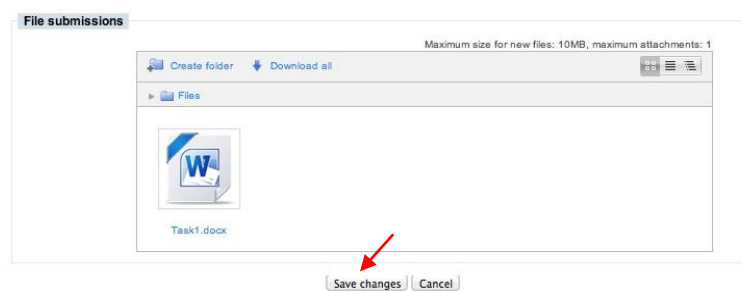 File submissions
Maximum size for new files: 10MB, maximum attachments: 1
Create folder Download all
Files
W
Task1.docx
Save changes Cancel